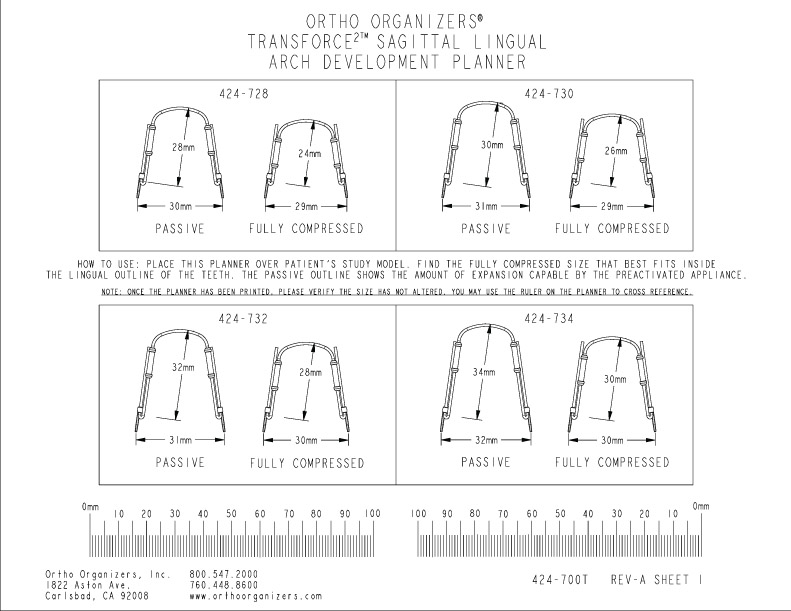 ORTHO ORGANIZERS®
TRANSFORCE²™ SAGITTAL LINGUAL
ARCH DEVELOPMENT PLANNER
424-728
28mm
24mm
30mm
29mm
PASSIVE
FULLY COMPRESSED
424-730
30mm
26mm
31mm
29mm
PASSIVE
FULLY COMPRESSED
HOW TO USE: PLACE THIS PLANNER OVER PATIENT'S STUDY MODEL. FIND THE FULLY COMPRESSED SIZE THAT BEST FITS INSIDE
THE LINGUAL OUTLINE OF THE TEETH. THE PASSIVE OUTLINE SHOWS THE AMOUNT OF EXPANSION CAPABLE BY THE PREACTIVATED APPLIANCE.
NOTE: ONCE THE PLANNER HAS BEEN PRINTED, PLEASE VERIFY THE SIZE HAS NOT ALTERED. YOU MAY USE THE RULER ON THE PLANNER TO CROSS REFERENCE.
424-732
32mm
28mm
31mm
30mm
PASSIVE
FULLY COMPRESSED
424-734
34mm
30mm
32mm
30mm
PASSIVE
FULLY COMPRESSED
0mm 10 20 30 40 50 60 70 80 90 100
100 90 80 70 60 50 40 30 20 10 0mm
Ortho Organizers, Inc. 800.547.2000
1822 Aston Ave. 760.448.8600
Carlsbad, CA 92008 www.orthoorganizers.com
424-700T REV-A SHEET 1